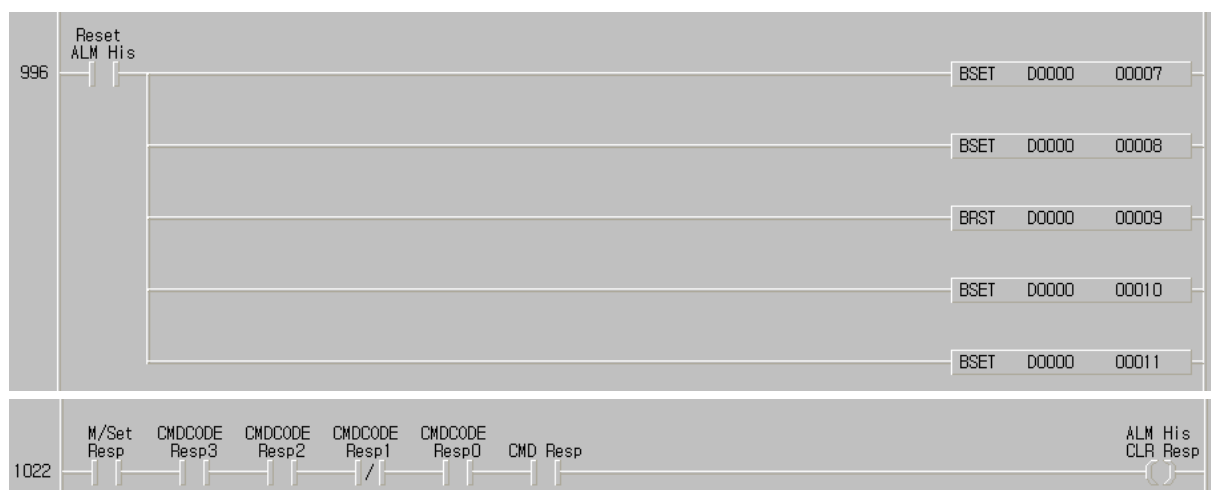 Reset
ALM His
996
BSET D0000 00007
BSET D0000 00008
BRST D0000 00009
BSET D0000 00010
BSET D0000 00011
M/Set CMDCODE CMDCODE CMDCODE CMDCODE ALM His
Resp Resp3 Resp2 Resp1 Resp0 CMD Resp CLR Resp
1022